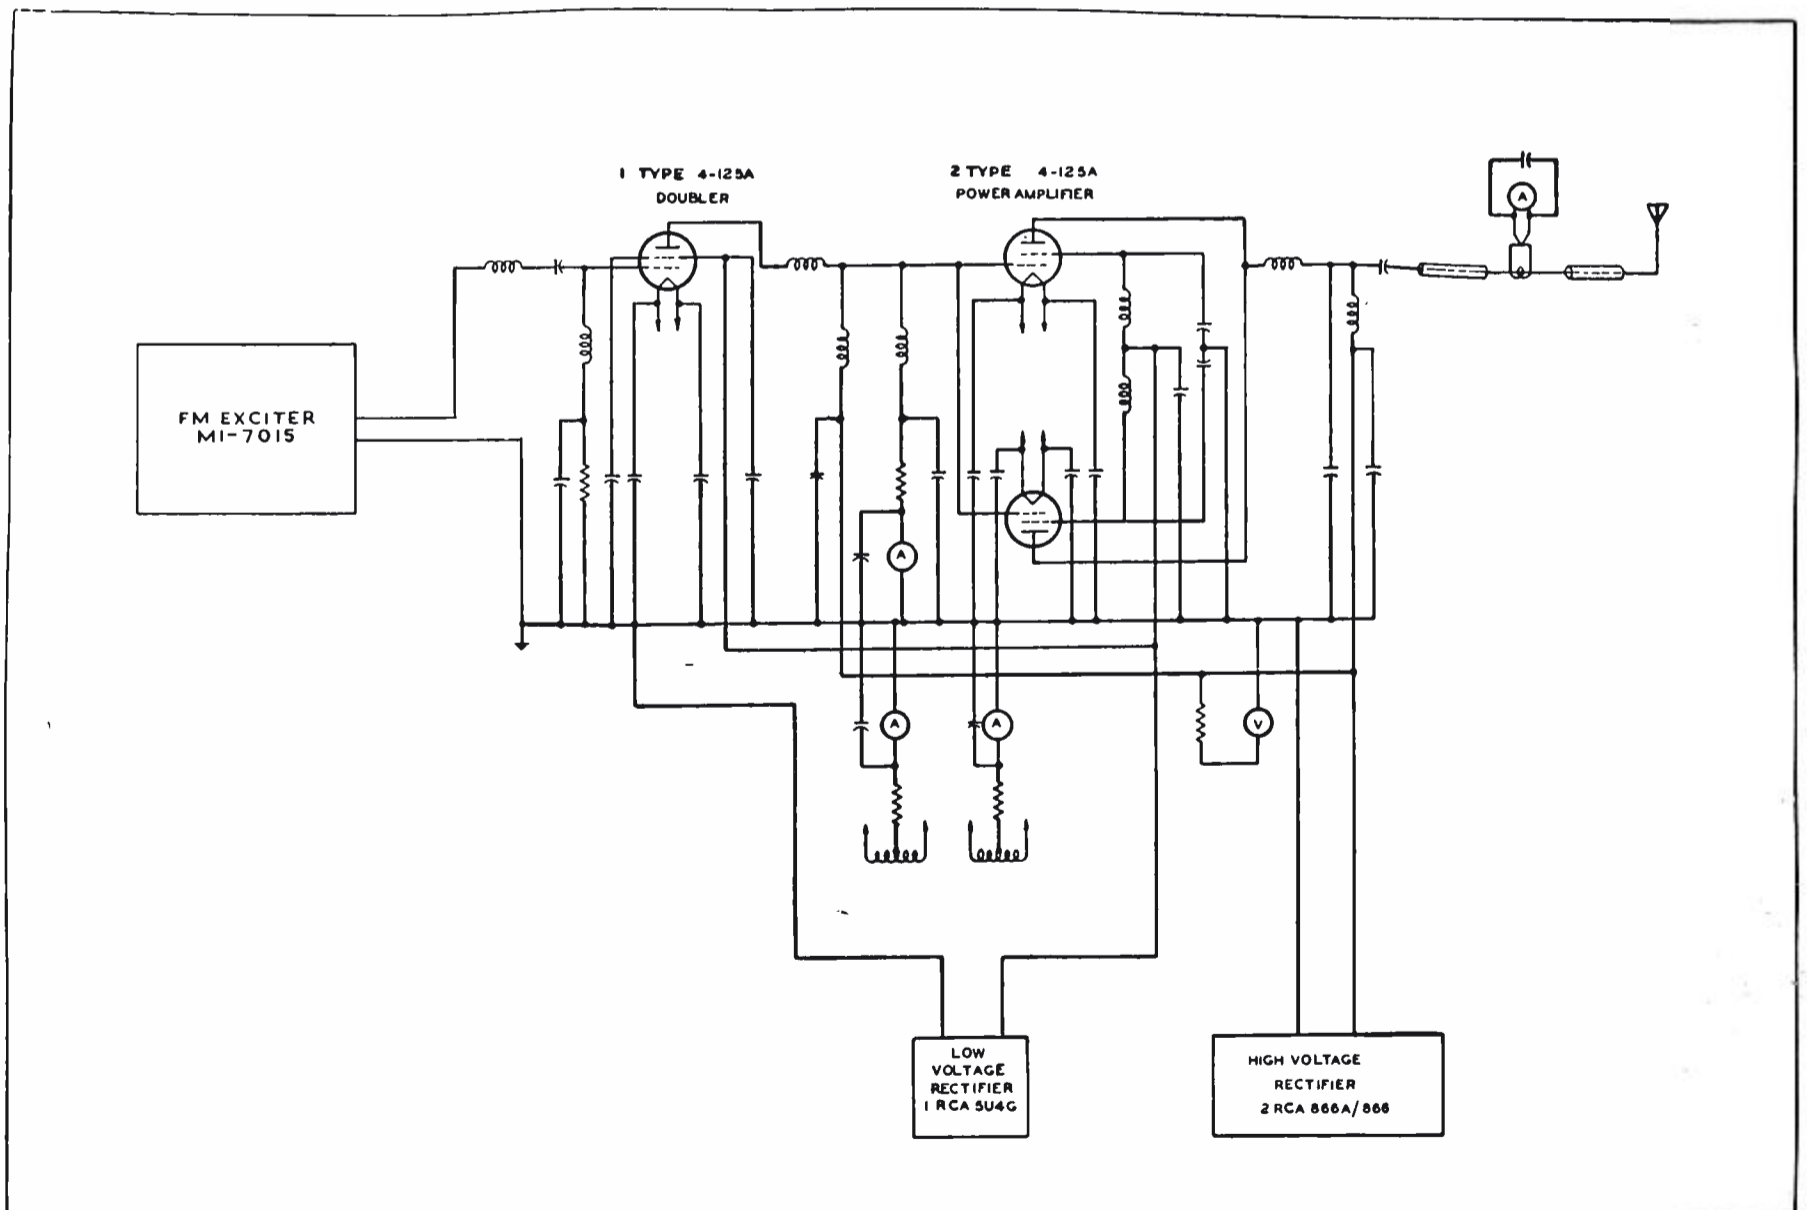 1 TYPE 4-125A
DOUBLER
2 TYPE 4-125A
POWER AMPLIFIER
A
FM EXCITER
MI-7015
A
A
A
V
LOW
VOLTAGE
RECTIFIER
1 RCA 5U4G
HIGH VOLTAGE
RECTIFIER
2 RCA 866A/866